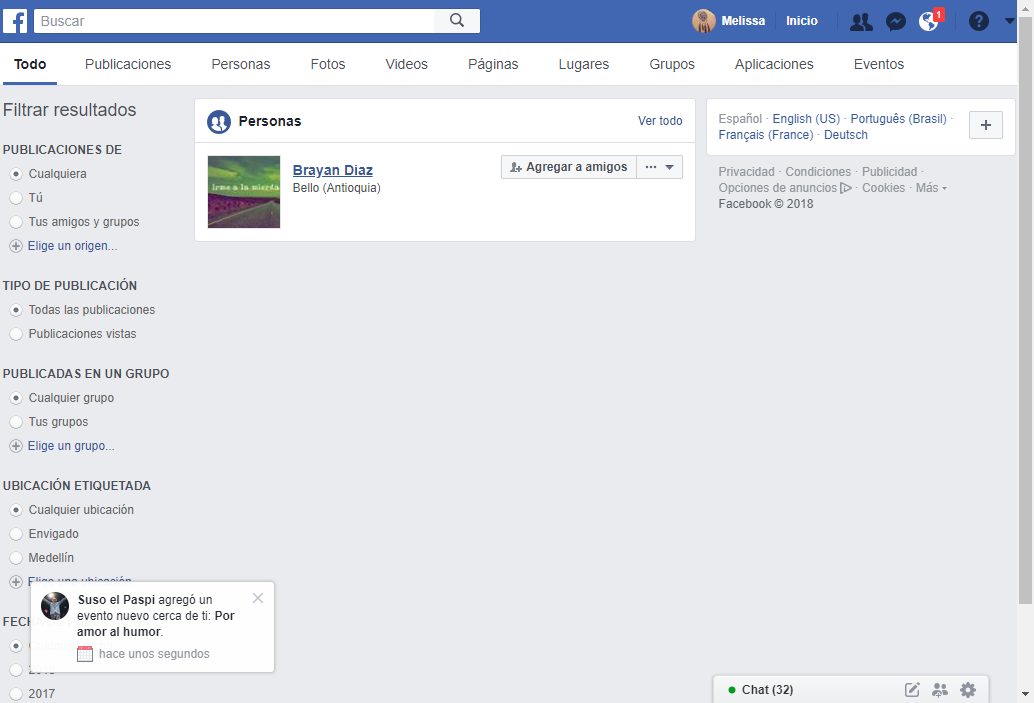 f Buscar Melissa Inicio 1 ?
Todo Publicaciones Personas Fotos Videos Páginas Lugares Grupos Aplicaciones Eventos
Filtrar resultados
PUBLICACIONES DE
Cualquiera
Tú
Tus amigos y grupos
Elige un origen...
TIPO DE PUBLICACIÓN
Todas las publicaciones
Publicaciones vistas
PUBLICADAS EN UN GRUPO
Cualquier grupo
Tus grupos
Elige un grupo...
UBICACIÓN ETIQUETADA
Cualquier ubicación
Envigado
Medellín
Elige una ubicación...
FECH
2018
2017
Personas Ver todo
irme a la mierda
Brayan Diaz
Bello (Antioquia)
Agregar a amigos ...
Español · English (US) · Português (Brasil) ·
Français (France) · Deutsch
+
Privacidad · Condiciones · Publicidad ·
Opciones de anuncios · Cookies · Más
Facebook © 2018
Suso el Paspi agregó un
evento nuevo cerca de ti: Por
amor al humor.
hace unos segundos
Chat (32)